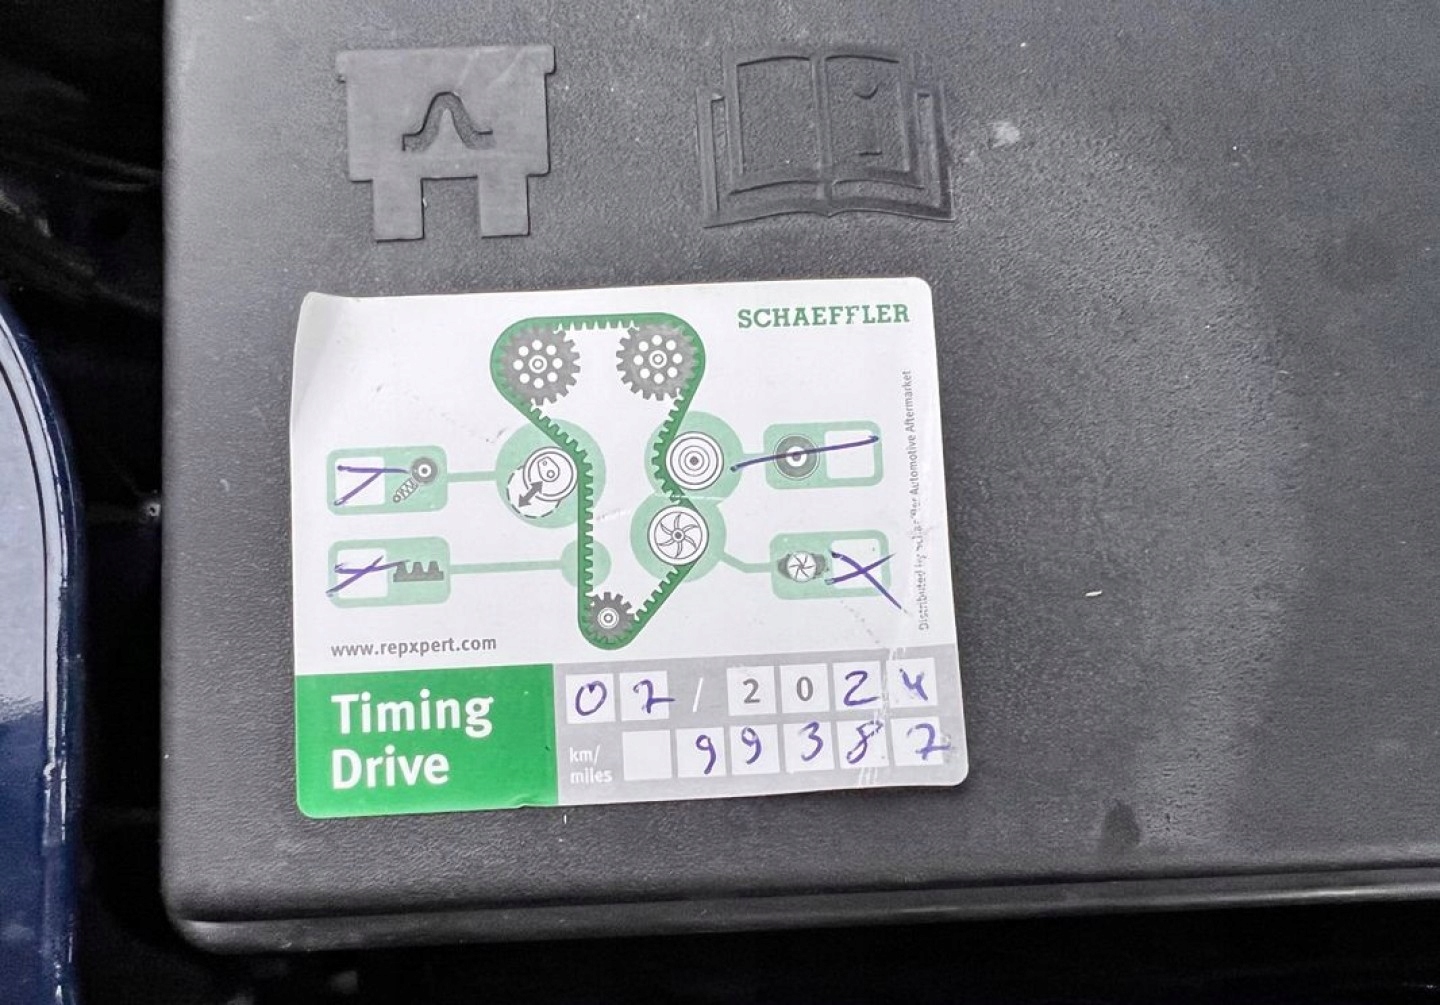 SCHAEFFLER
Distributed by Schaeffler Automotive Aftermarket
www.repxpert.com
Timing
Drive
07 / 2024
km/
miles
99387